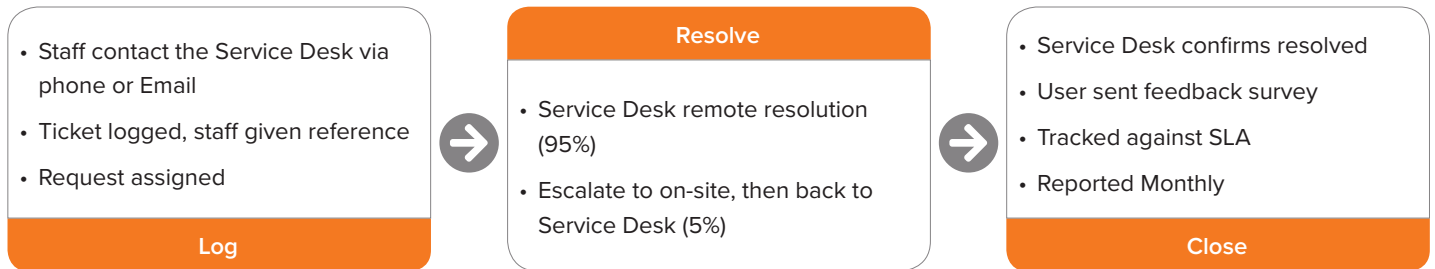 • Staff contact the Service Desk via
phone or Email
• Ticket logged, staff given reference
• Request assigned
Log
Resolve
• Service Desk remote resolution
(95%)
• Escalate to on-site, then back to
Service Desk (5%)
• Service Desk confirms resolved
• User sent feedback survey
• Tracked against SLA
• Reported Monthly
Close